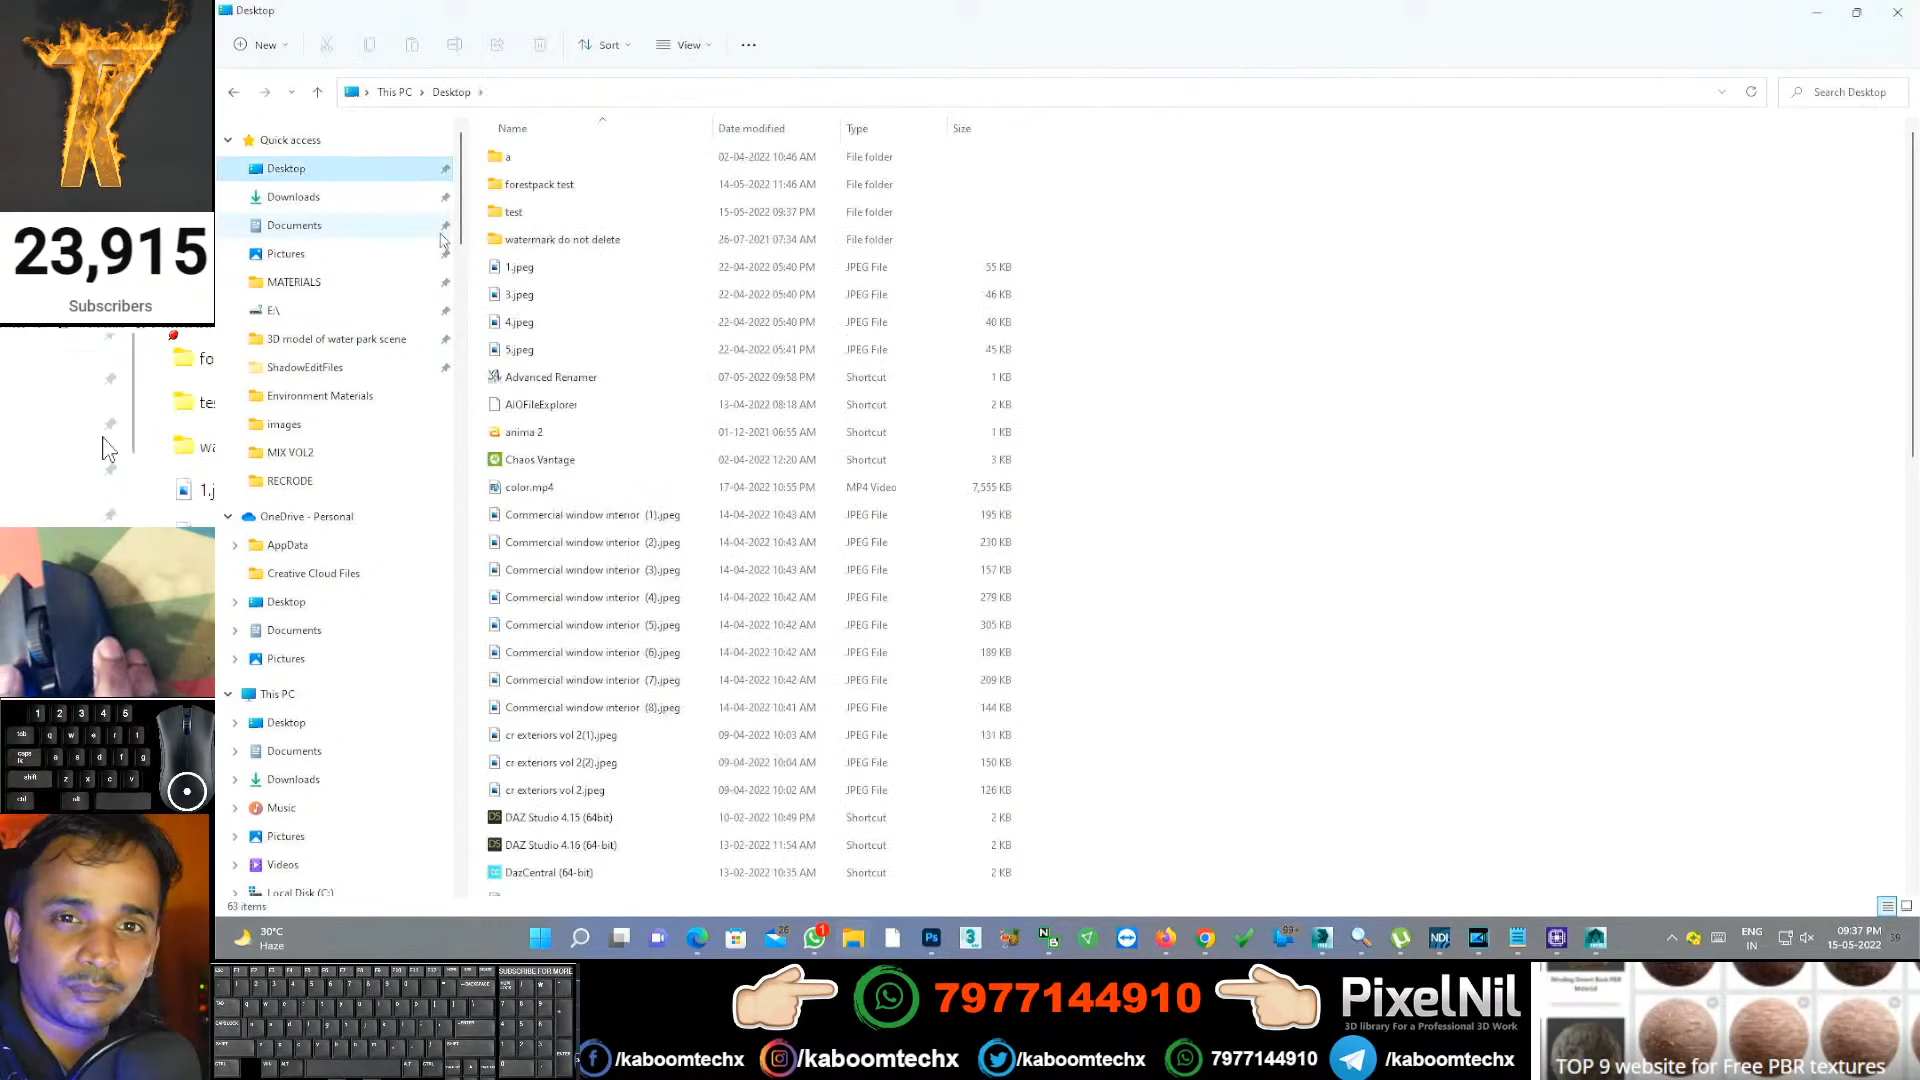 Desktop
New
Sort
View
This PC
Desktop
Search Desktop
23,915
Subscribers
Quick access
Desktop
Downloads
Documents
Pictures
MATERIALS
E:\
3D model of water park scene
ShadowEditFiles
Environment Materials
images
MIX VOL2
RECRODE
OneDrive - Personal
AppData
Creative Cloud Files
Desktop
Documents
Pictures
This PC
Desktop
Documents
Downloads
Music
Pictures
Videos
Local Disk (C:)
63 items
Name Date modified Type Size
a 02-04-2022 10:46 AM File folder
forestpack test 14-05-2022 11:46 AM File folder
test 15-05-2022 09:37 PM File folder
watermark do not delete 26-07-2021 07:34 AM File folder
1.jpeg 22-04-2022 05:40 PM JPEG File 55 KB
3.jpeg 22-04-2022 05:40 PM JPEG File 46 KB
4.jpeg 22-04-2022 05:40 PM JPEG File 40 KB
5.jpeg 22-04-2022 05:41 PM JPEG File 45 KB
Advanced Renamer 07-05-2022 09:58 PM Shortcut 1 KB
AIOFileExplorer 13-04-2022 08:18 AM Shortcut 2 KB
anima 2 01-12-2021 06:55 AM Shortcut 1 KB
Chaos Vantage 02-04-2022 12:20 AM Shortcut 3 KB
color.mp4 17-04-2022 10:55 PM MP4 Video 7,555 KB
Commercial window interior (1).jpeg 14-04-2022 10:43 AM JPEG File 195 KB
Commercial window interior (2).jpeg 14-04-2022 10:43 AM JPEG File 230 KB
Commercial window interior (3).jpeg 14-04-2022 10:43 AM JPEG File 157 KB
Commercial window interior (4).jpeg 14-04-2022 10:42 AM JPEG File 279 KB
Commercial window interior (5).jpeg 14-04-2022 10:42 AM JPEG File 305 KB
Commercial window interior (6).jpeg 14-04-2022 10:42 AM JPEG File 189 KB
Commercial window interior (7).jpeg 14-04-2022 10:42 AM JPEG File 209 KB
Commercial window interior (8).jpeg 14-04-2022 10:41 AM JPEG File 144 KB
cr exteriors vol 2(1).jpeg 09-04-2022 10:03 AM JPEG File 131 KB
cr exteriors vol 2(2).jpeg 09-04-2022 10:04 AM JPEG File 150 KB
cr exteriors vol 2.jpeg 09-04-2022 10:02 AM JPEG File 126 KB
DAZ Studio 4.15 (64bit) 10-02-2022 10:49 PM Shortcut 2 KB
DAZ Studio 4.16 (64-bit) 13-02-2022 11:54 AM Shortcut 2 KB
DazCentral (64-bit) 13-02-2022 10:35 AM Shortcut 2 KB
30°C
Haze
ENG
IN
09:37 PM
15-05-2022
SUBSCRIBE FOR MORE
7977144910
PixelNil
3D library For a Professional 3D Work
/kaboomtechx
/kaboomtechx
/kaboomtechx
7977144910
/kaboomtechx
TOP 9 website for Free PBR textures